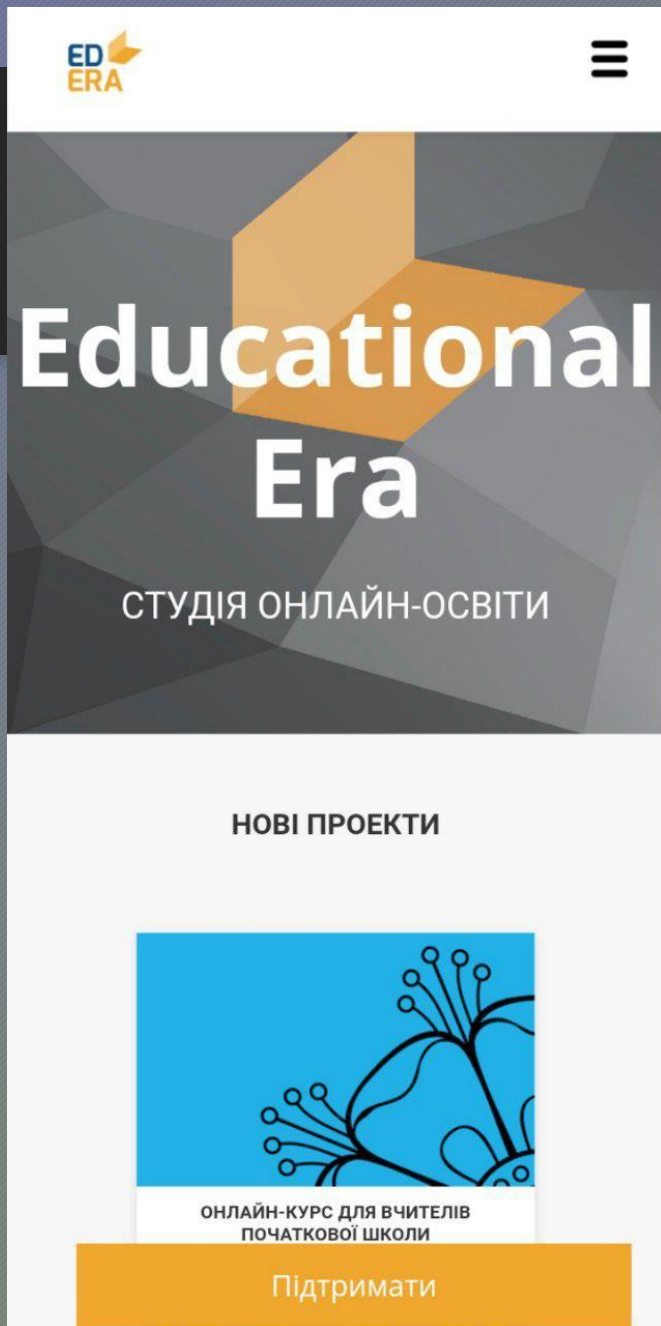 ED
ERA
Educational
Era
СТУДІЯ ОНЛАЙН-ОСВІТИ
НОВІ ПРОЕКТИ
ОНЛАЙН-КУРС ДЛЯ ВЧИТЕЛІВ
ПОЧАТКОВОЇ ШКОЛИ
Підтримати